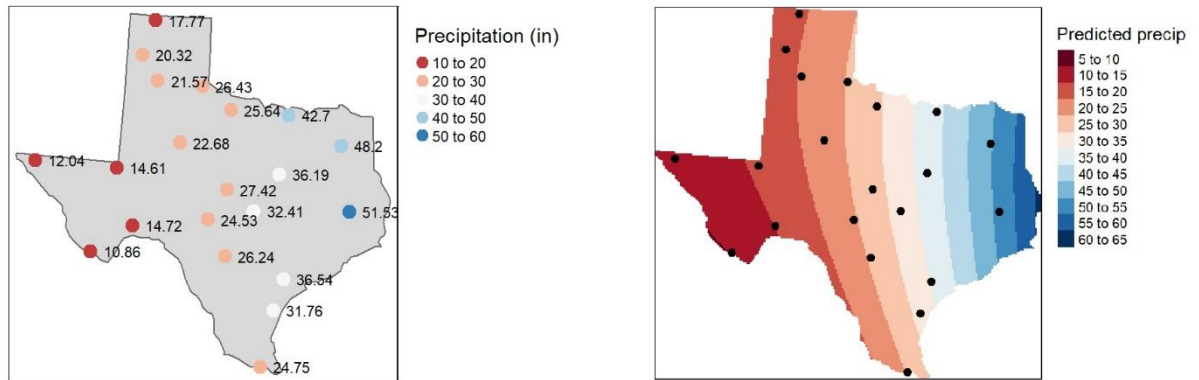 17.77
20.32
21.57
26.43
25.64
42.7
22.68
48.2
12.04
14.61
36.19
27.42
32.41
51.53
24.53
14.72
10.86
26.24
36.54
31.76
24.75
Precipitation (in)
10 to 20
20 to 30
30 to 40
40 to 50
50 to 60
Predicted precip
5 to 10
10 to 15
15 to 20
20 to 25
25 to 30
30 to 35
35 to 40
40 to 45
45 to 50
50 to 55
55 to 60
60 to 65